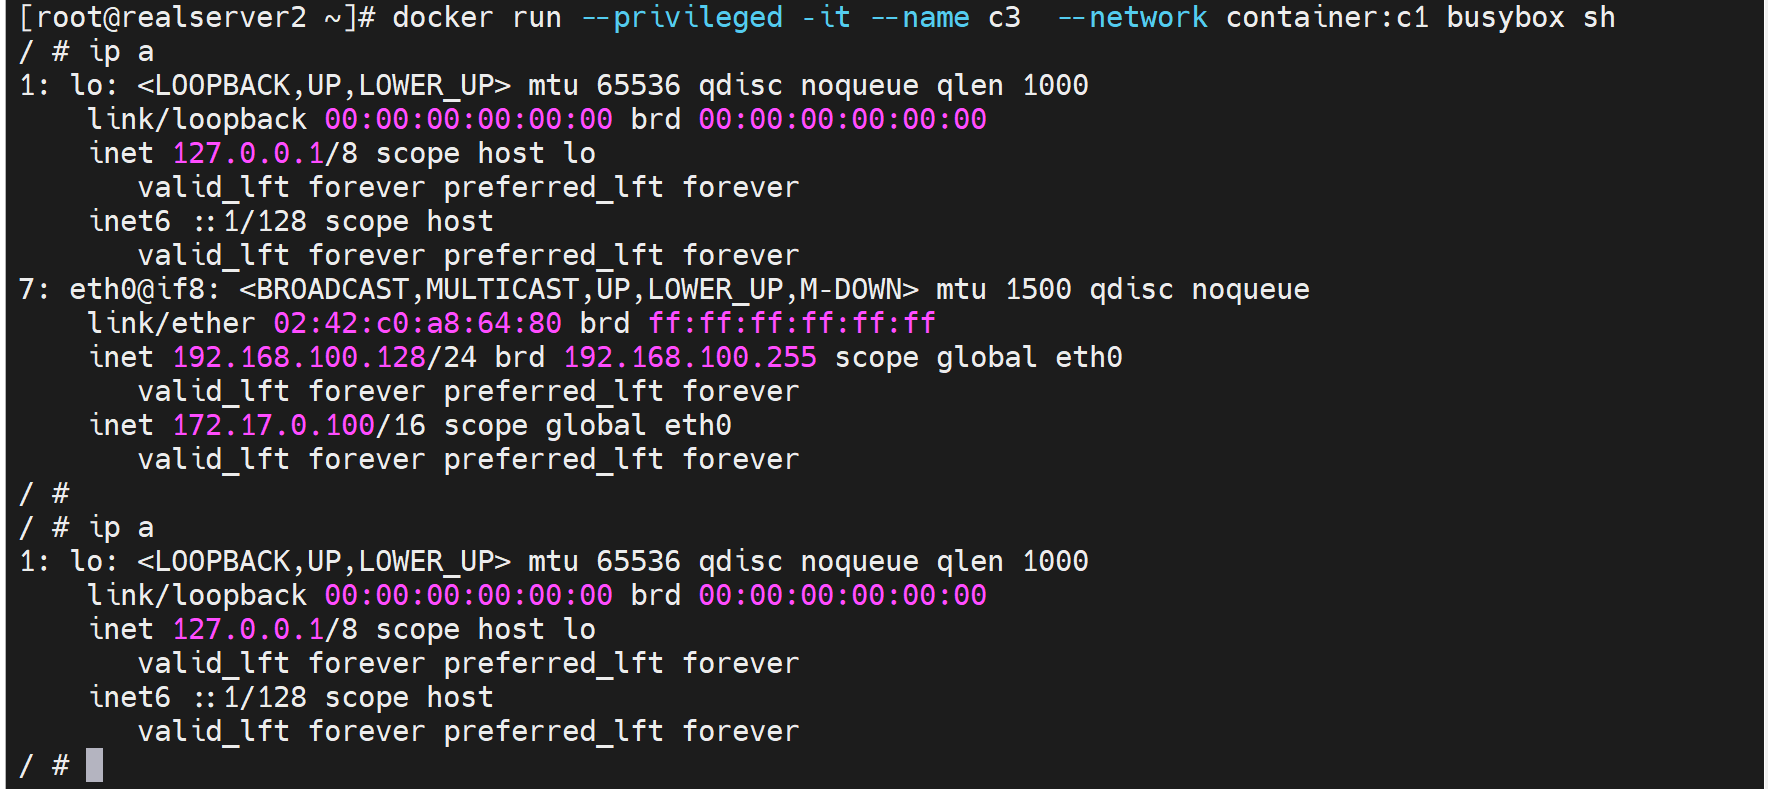 [root@realserver2 ~]# docker run --privileged -it --name c3  --network container:c1 busybox sh
/ # ip a
1: lo: <LOOPBACK,UP,LOWER_UP> mtu 65536 qdisc noqueue qlen 1000
    link/loopback 00:00:00:00:00:00 brd 00:00:00:00:00:00
    inet 127.0.0.1/8 scope host lo
       valid_lft forever preferred_lft forever
    inet6 ::1/128 scope host
       valid_lft forever preferred_lft forever
7: eth0@if8: <BROADCAST,MULTICAST,UP,LOWER_UP,M-DOWN> mtu 1500 qdisc noqueue
    link/ether 02:42:c0:a8:64:80 brd ff:ff:ff:ff:ff:ff
    inet 192.168.100.128/24 brd 192.168.100.255 scope global eth0
       valid_lft forever preferred_lft forever
    inet 172.17.0.100/16 scope global eth0
       valid_lft forever preferred_lft forever
/ #
/ # ip a
1: lo: <LOOPBACK,UP,LOWER_UP> mtu 65536 qdisc noqueue qlen 1000
    link/loopback 00:00:00:00:00:00 brd 00:00:00:00:00:00
    inet 127.0.0.1/8 scope host lo
       valid_lft forever preferred_lft forever
    inet6 ::1/128 scope host
       valid_lft forever preferred_lft forever
/ #